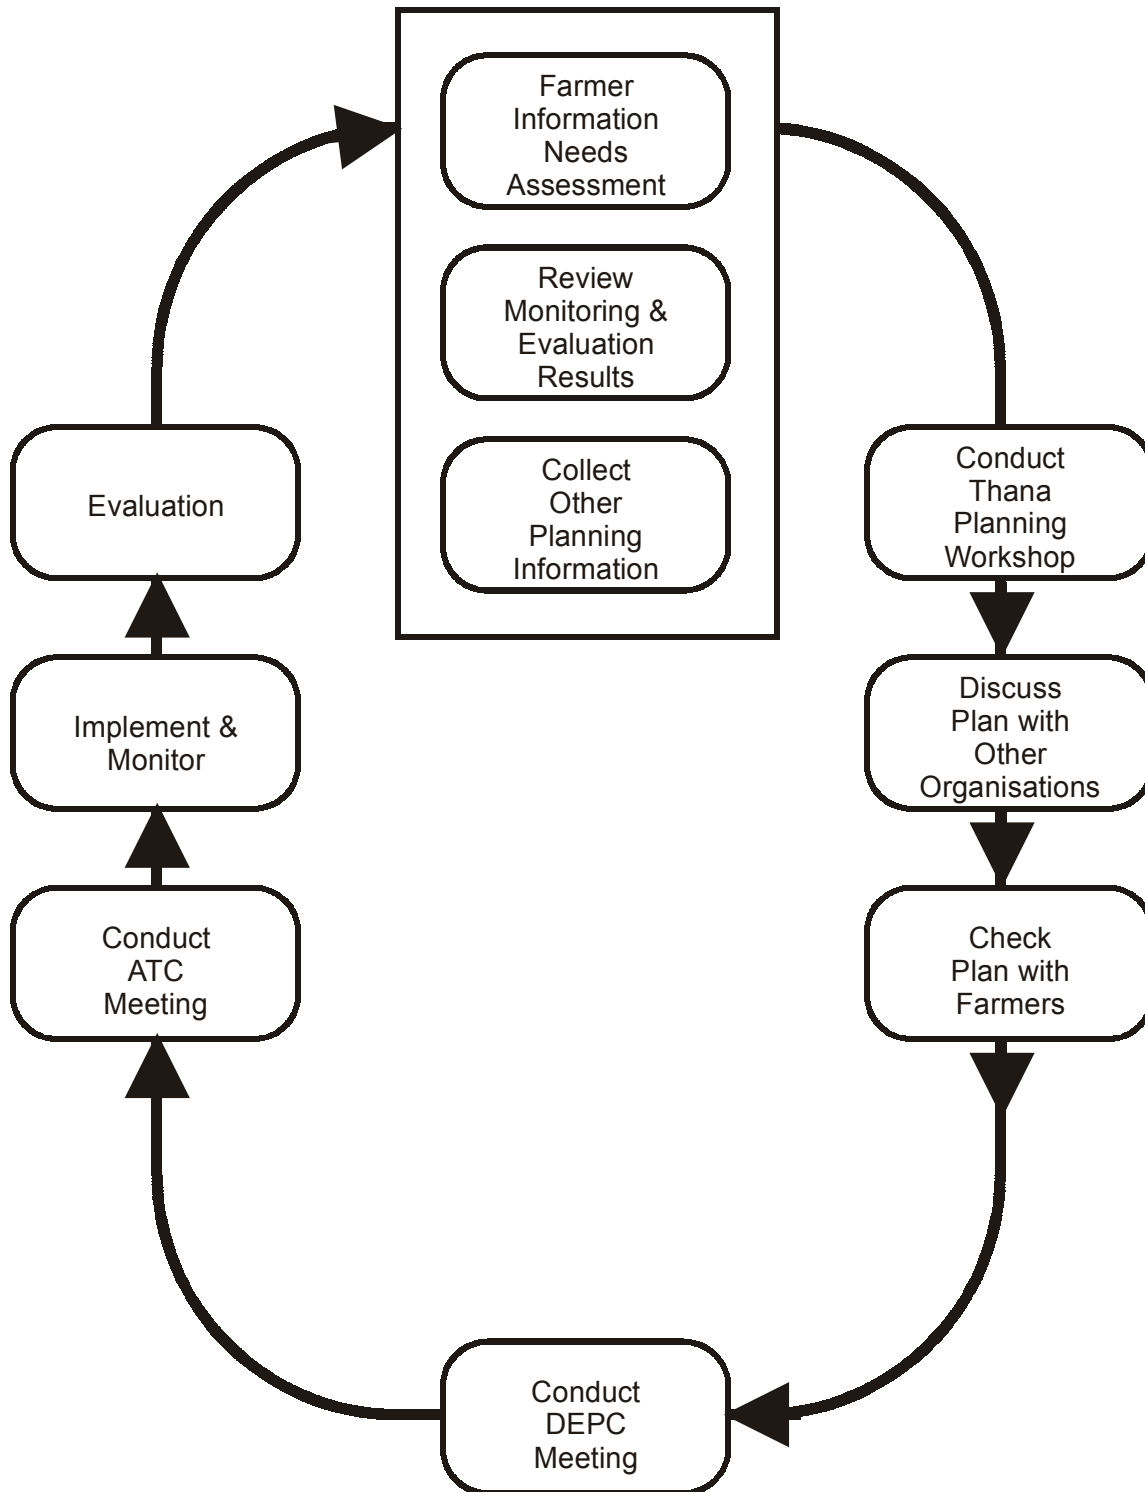 Farmer
Information
Needs
Assessment
Review
Monitoring &
Evaluation
Results
Collect
Other
Planning
Information
Conduct
Thana
Planning
Workshop
Discuss
Plan with
Other
Organisations
Check
Plan with
Farmers
Conduct
DEPC
Meeting
Conduct
ATC
Meeting
Implement &
Monitor
Evaluation